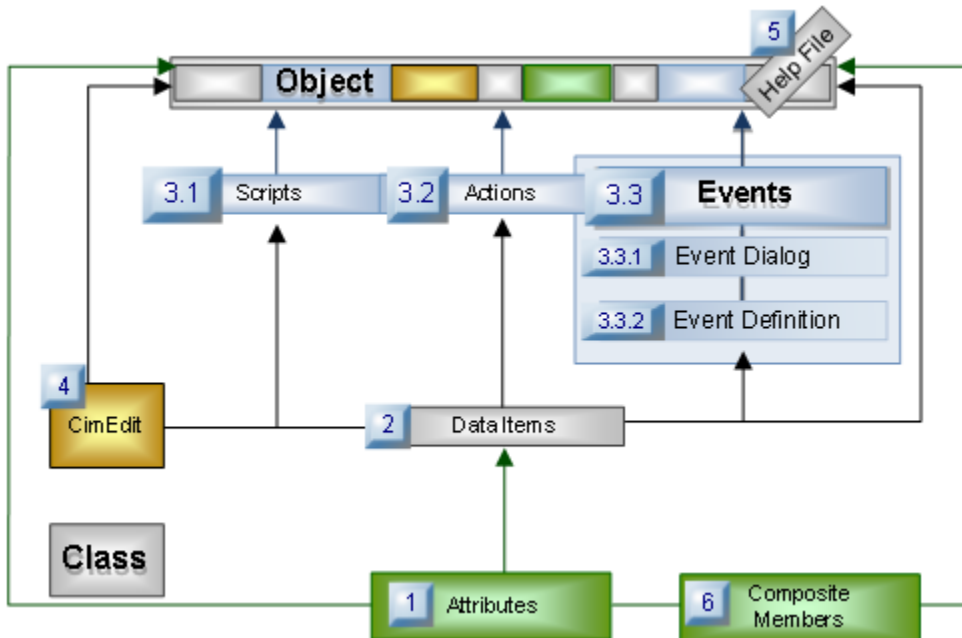 5
Help File
Object
3.1 Scripts
3.2 Actions
3.3 Events
3.3.1 Event Dialog
3.3.2 Event Definition
4
CimEdit
2 Data Items
Class
1 Attributes
6 Composite
Members